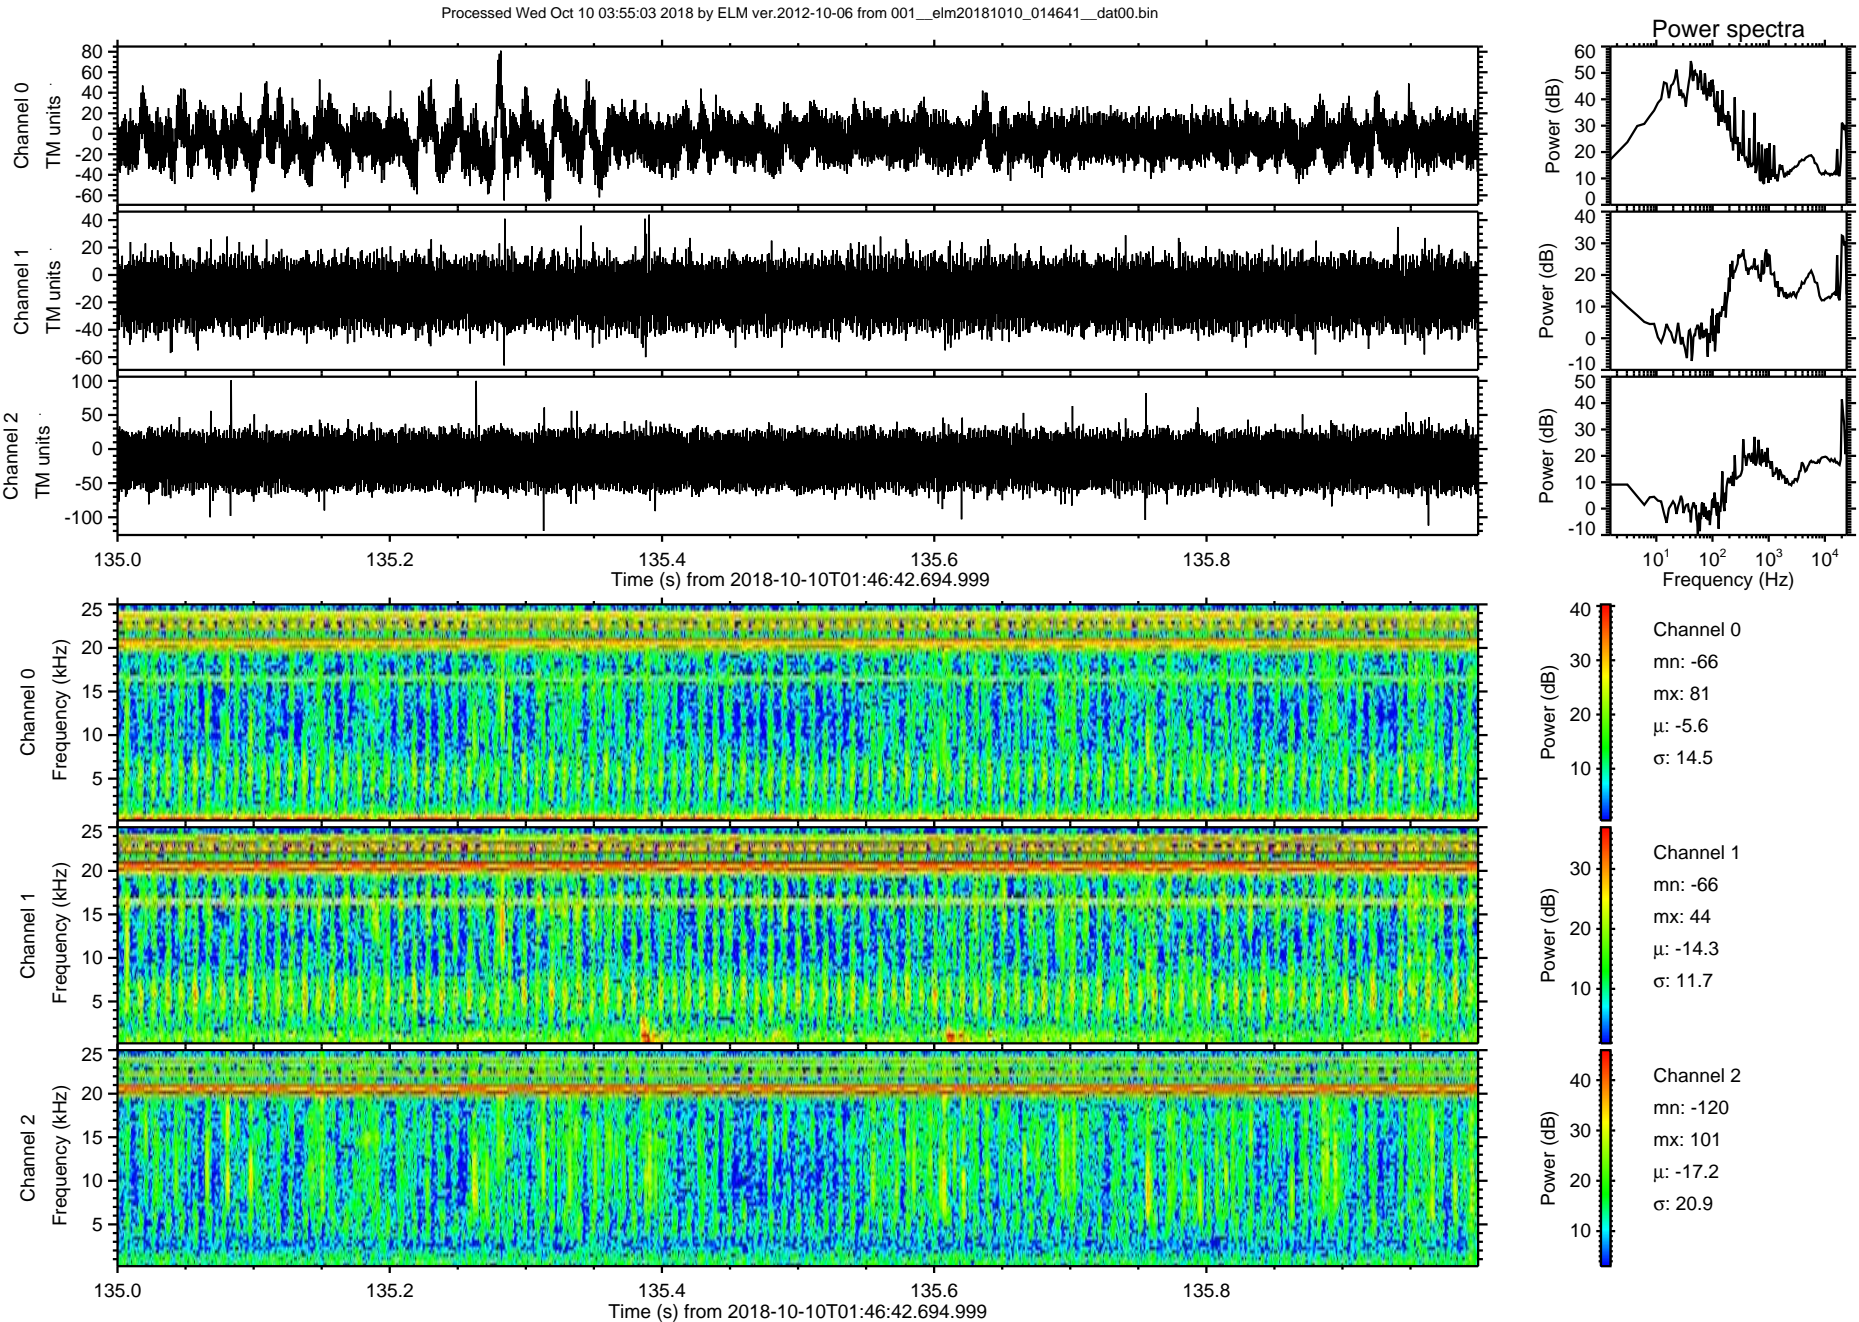 Processed Wed Oct 10 03:55:03 2018 by ELM ver.2012-10-06 from 001__elm20181010_014641__dat00.bin
Power spectra
Channel 0
TM units
80
60
40
20
0
-20
-40
-60
Power (dB)
60
50
40
30
20
10
0
Channel 1
TM units
40
20
0
-20
-40
-60
Power (dB)
40
30
20
10
0
-10
Channel 2
TM units
100
50
0
-50
-100
Power (dB)
50
40
30
20
10
0
-10
135.0 135.2 135.4 135.6 135.8
Time (s) from 2018-10-10T01:46:42.694.999
10¹ 10² 10³ 10⁴
Frequency (Hz)
Channel 0
Frequency (kHz)
25
20
15
10
5
Power (dB)
40
30
20
10
Channel 0
mn: -66
mx: 81
μ: -5.6
σ: 14.5
Channel 1
Frequency (kHz)
25
20
15
10
5
Power (dB)
30
20
10
Channel 1
mn: -66
mx: 44
μ: -14.3
σ: 11.7
Channel 2
Frequency (kHz)
25
20
15
10
5
Power (dB)
40
30
20
10
Channel 2
mn: -120
mx: 101
μ: -17.2
σ: 20.9
135.0 135.2 135.4 135.6 135.8
Time (s) from 2018-10-10T01:46:42.694.999